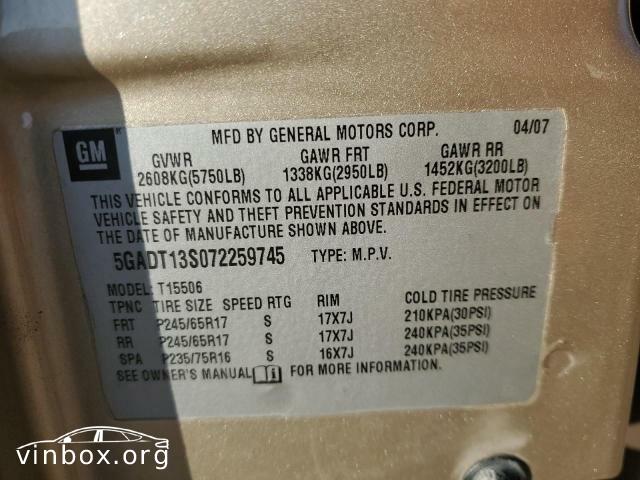 GM
MFD BY GENERAL MOTORS CORP. 04/07
GVWR GAWR FRT GAWR RR
2608KG(5750LB) 1338KG(2950LB) 1452KG(3200LB)
THIS VEHICLE CONFORMS TO ALL APPLICABLE U.S. FEDERAL MOTOR
VEHICLE SAFETY AND THEFT PREVENTION STANDARDS IN EFFECT ON
THE DATE OF MANUFACTURE SHOWN ABOVE.
5GADT13S072259745 TYPE: M.P.V.
MODEL: T15506
TPNC TIRE SIZE SPEED RTG RIM COLD TIRE PRESSURE
FRT P245/65R17 S 17X7J 210KPA(30PSI)
RR P245/65R17 S 17X7J 240KPA(35PSI)
SPA P235/75R16 S 16X7J 240KPA(35PSI)
SEE OWNER'S MANUAL FOR MORE INFORMATION.
vinbox.org